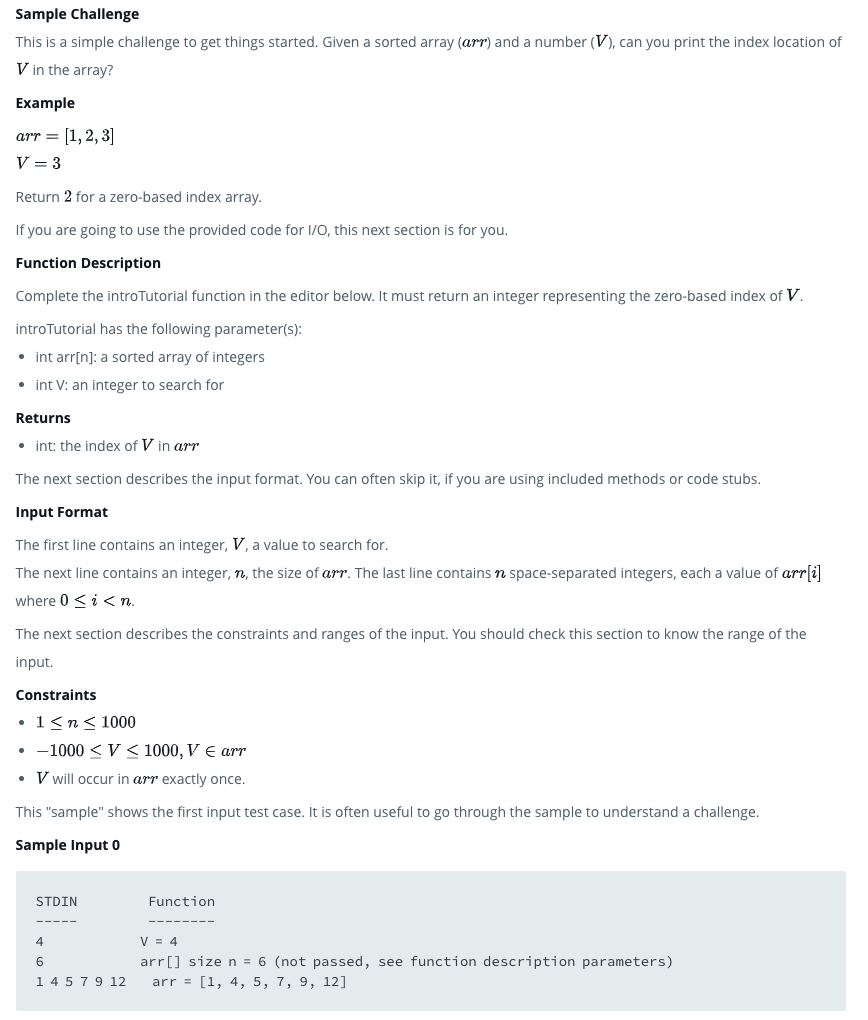 Sample Challenge
This is a simple challenge to get things started. Given a sorted array (arr) and a number (V), can you print the index location of
V in the array?
Example
arr = [1, 2, 3]
V = 3
Return 2 for a zero-based index array.
If you are going to use the provided code for I/O, this next section is for you.
Function Description
Complete the introTutorial function in the editor below. It must return an integer representing the zero-based index of V.
introTutorial has the following parameter(s):
• int arr[n]: a sorted array of integers
• int V: an integer to search for
Returns
• int: the index of V in arr
The next section describes the input format. You can often skip it, if you are using included methods or code stubs.
Input Format
The first line contains an integer, V, a value to search for.
The next line contains an integer, n, the size of arr. The last line contains n space-separated integers, each a value of arr[i]
where 0 ≤ i < n.
The next section describes the constraints and ranges of the input. You should check this section to know the range of the
input.
Constraints
• 1 ≤ n ≤ 1000
• −1000 ≤ V ≤ 1000, V ∈ arr
• V will occur in arr exactly once.
This "sample" shows the first input test case. It is often useful to go through the sample to understand a challenge.
Sample Input 0
STDIN Function
----- --------
4 V = 4
6 arr[] size n = 6 (not passed, see function description parameters)
1 4 5 7 9 12 arr = [1, 4, 5, 7, 9, 12]